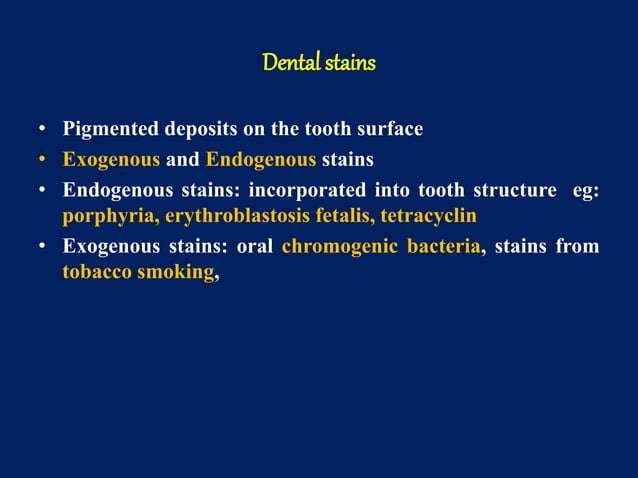 Dental stains
• Pigmented deposits on the tooth surface
• Exogenous and Endogenous stains
• Endogenous stains: incorporated into tooth structure eg:
porphyria, erythroblastosis fetalis, tetracyclin
• Exogenous stains: oral chromogenic bacteria, stains from
tobacco smoking,